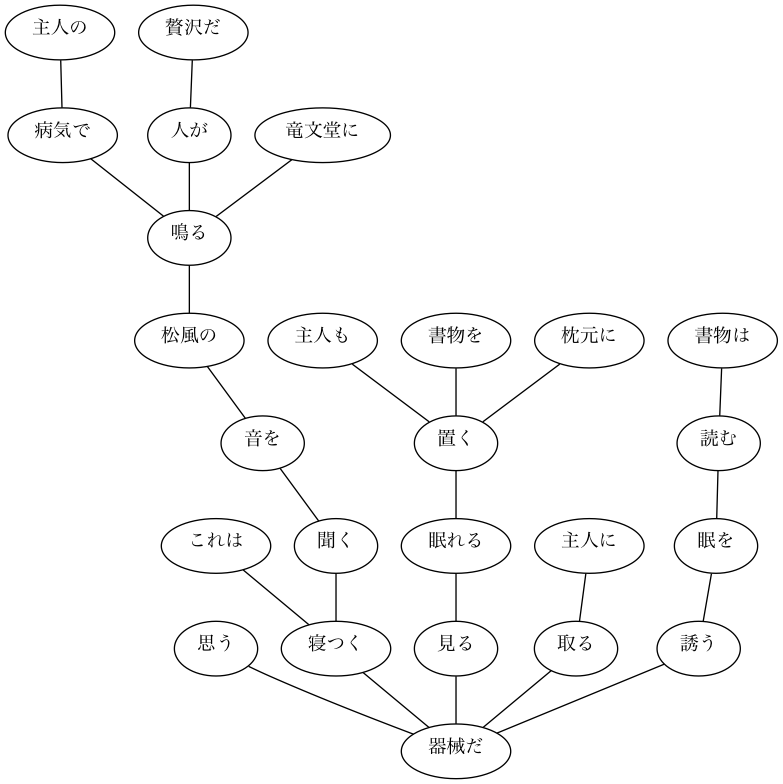 主人の
贅沢だ
病気で
人が
竜文堂に
鳴る
松風の
主人も
書物を
枕元に
書物は
音を
置く
読む
これは
聞く
眠れる
主人に
眠を
思う
寝つく
見る
取る
誘う
器械だ